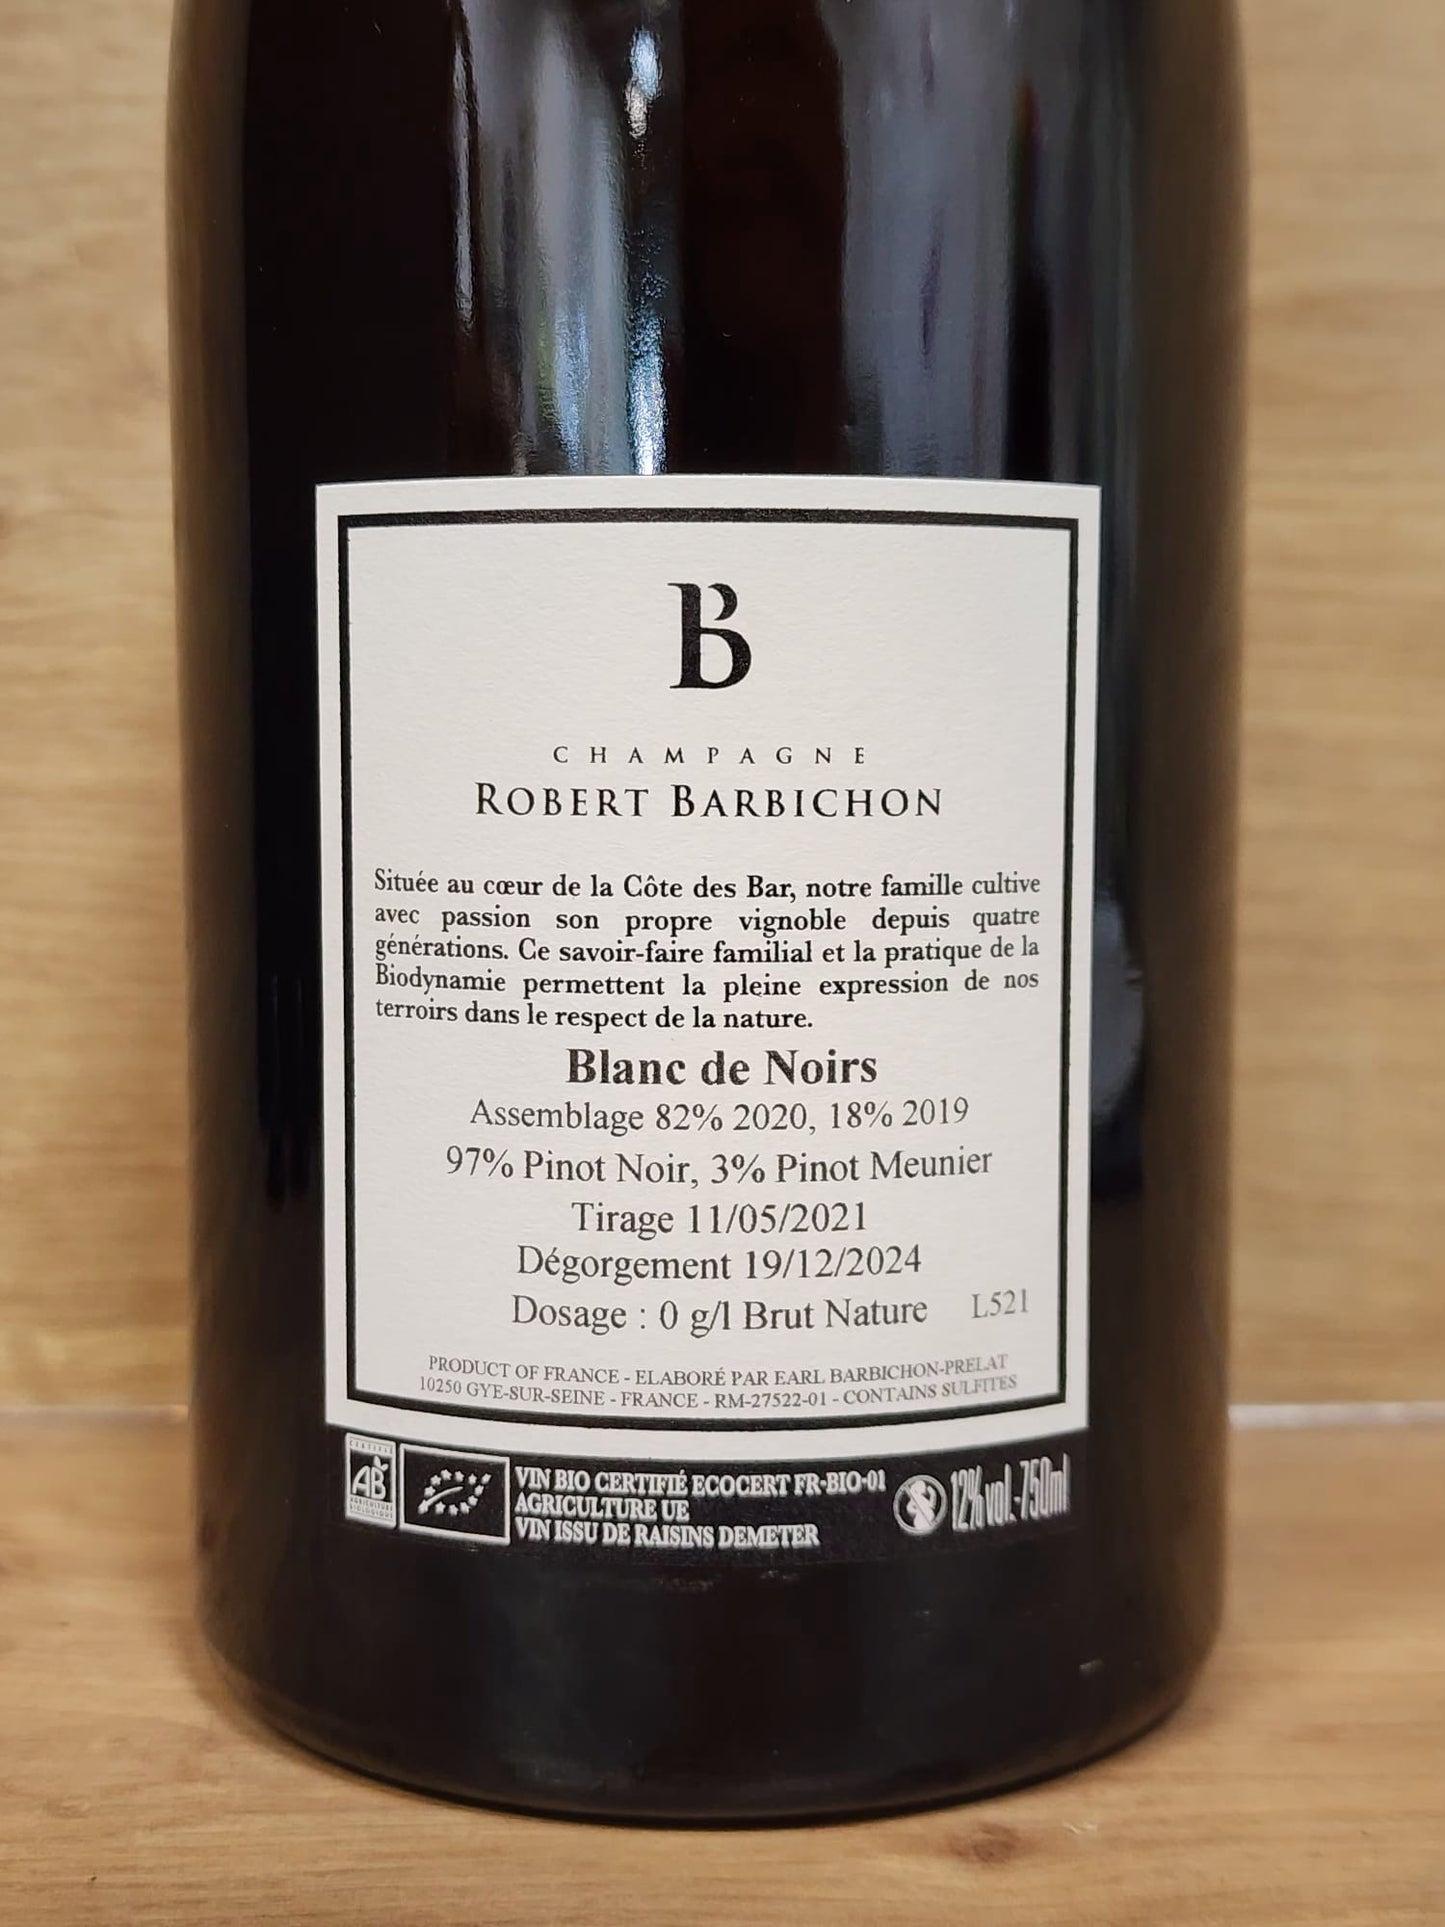 B
CHAMPAGNE
ROBERT BARBICHON
Située au cœur de la Côte des Bar, notre famille cultive
avec passion son propre vignoble depuis quatre
générations. Ce savoir-faire familial et la pratique de la
Biodynamie permettent la pleine expression de nos
terroirs dans le respect de la nature.
Blanc de Noirs
Assemblage 82% 2020, 18% 2019
97% Pinot Noir, 3% Pinot Meunier
Tirage 11/05/2021
Dégorgement 19/12/2024
Dosage : 0 g/l Brut Nature L521
PRODUCT OF FRANCE - ELABORÉ PAR EARL BARBICHON-PRELAT
10250 GYE-SUR-SEINE - FRANCE - RM-27522-01 - CONTAINS SULFITES
CERTIFIÉ
AB
AGRICULTURE
BIOLOGIQUE
VIN BIO CERTIFIÉ ECOCERT FR-BIO-01
AGRICULTURE UE
VIN ISSU DE RAISINS DEMETER
12% vol.-750ml